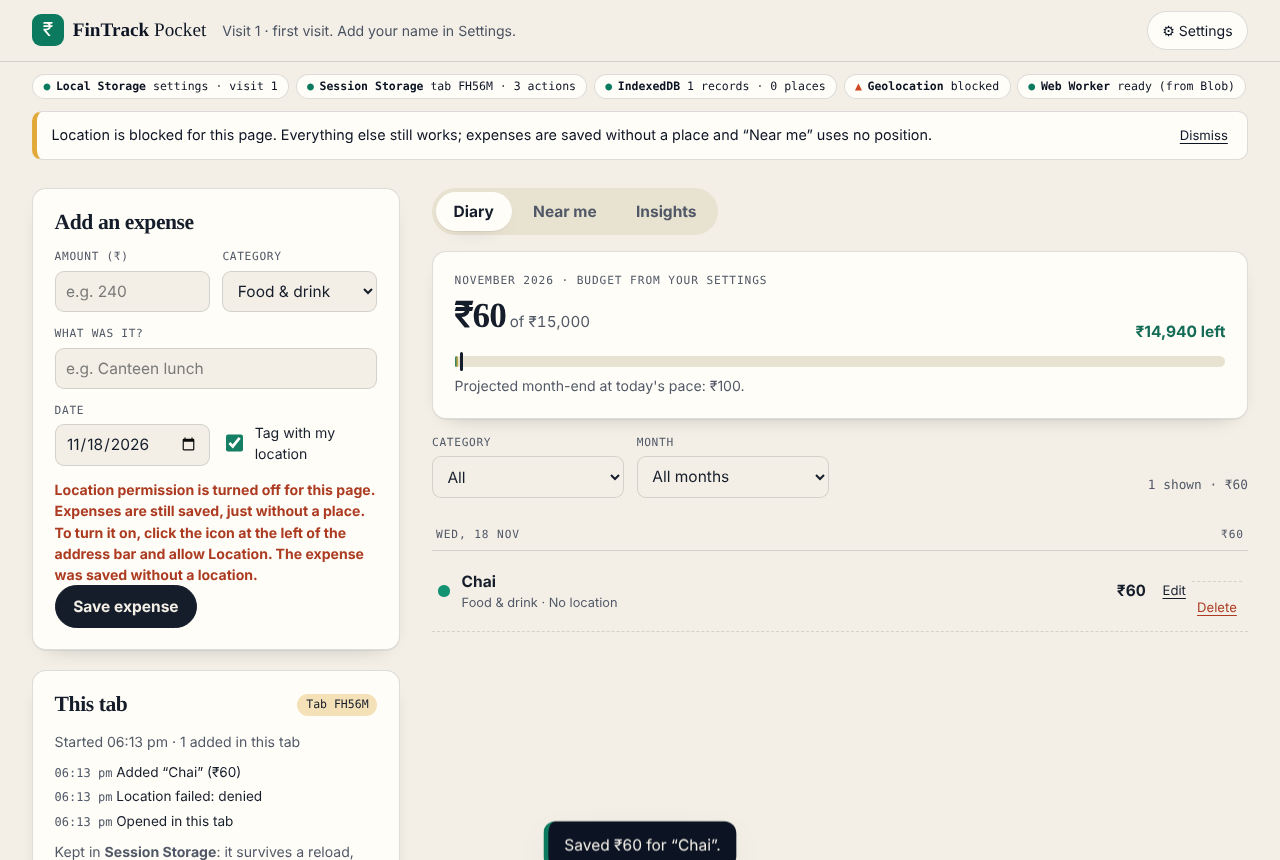 ₹ FinTrack Pocket Visit 1 · first visit. Add your name in Settings. ⚙ Settings
● Local Storage settings · visit 1 ● Session Storage tab FH56M · 3 actions ● IndexedDB 1 records · 0 places ▲ Geolocation blocked ● Web Worker ready (from Blob)
Location is blocked for this page. Everything else still works; expenses are saved without a place and “Near me” uses no position. Dismiss
Add an expense
AMOUNT (₹) CATEGORY
e.g. 240 Food & drink
WHAT WAS IT?
e.g. Canteen lunch
DATE
11/18/2026
Tag with my
location
Location permission is turned off for this page.
Expenses are still saved, just without a place.
To turn it on, click the icon at the left of the
address bar and allow Location. The expense
was saved without a location.
Save expense
This tab Tab FH56M
Started 06:13 pm · 1 added in this tab
06:13 pm Added “Chai” (₹60)
06:13 pm Location failed: denied
06:13 pm Opened in this tab
Kept in Session Storage: it survives a reload,
Diary Near me Insights
NOVEMBER 2026 · BUDGET FROM YOUR SETTINGS
₹60 of ₹15,000
₹14,940 left
Projected month-end at today's pace: ₹100.
CATEGORY MONTH
All All months
1 shown · ₹60
WED, 18 NOV ₹60
Chai
Food & drink · No location
₹60 Edit
Delete
Saved ₹60 for “Chai”.